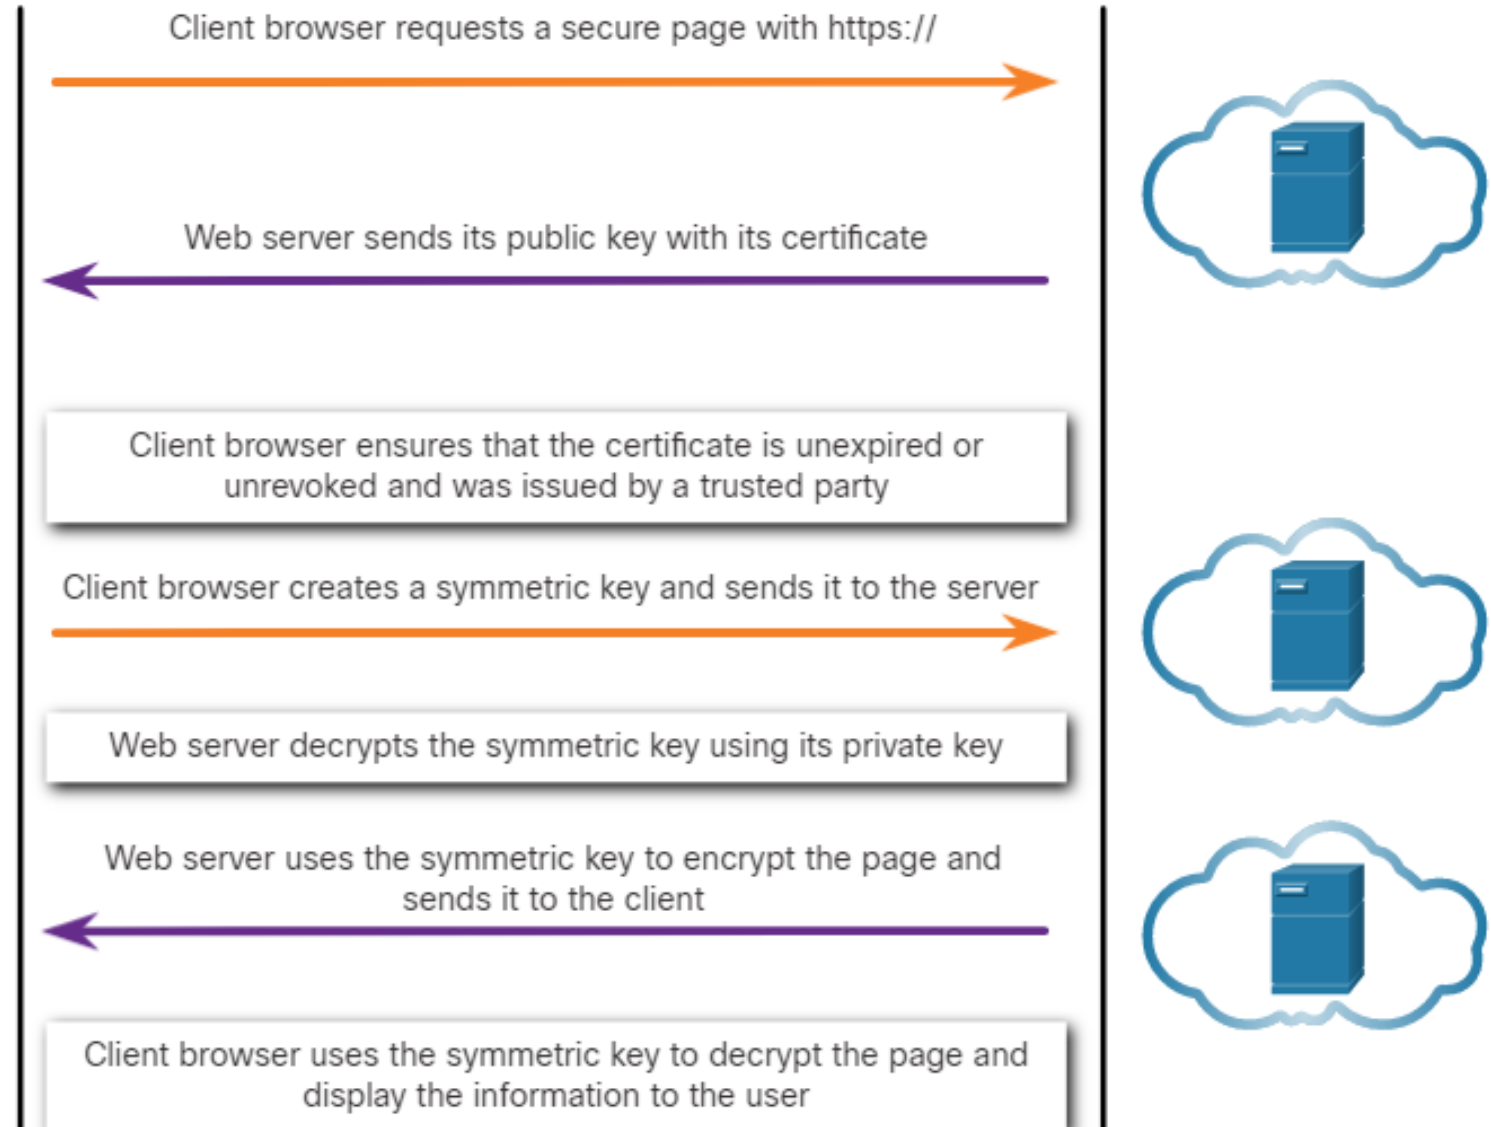 Client browser requests a secure page with https://
Web server sends its public key with its certificate
Client browser ensures that the certificate is unexpired or
unrevoked and was issued by a trusted party
Client browser creates a symmetric key and sends it to the server
Web server decrypts the symmetric key using its private key
Web server uses the symmetric key to encrypt the page and
sends it to the client
Client browser uses the symmetric key to decrypt the page and
display the information to the user